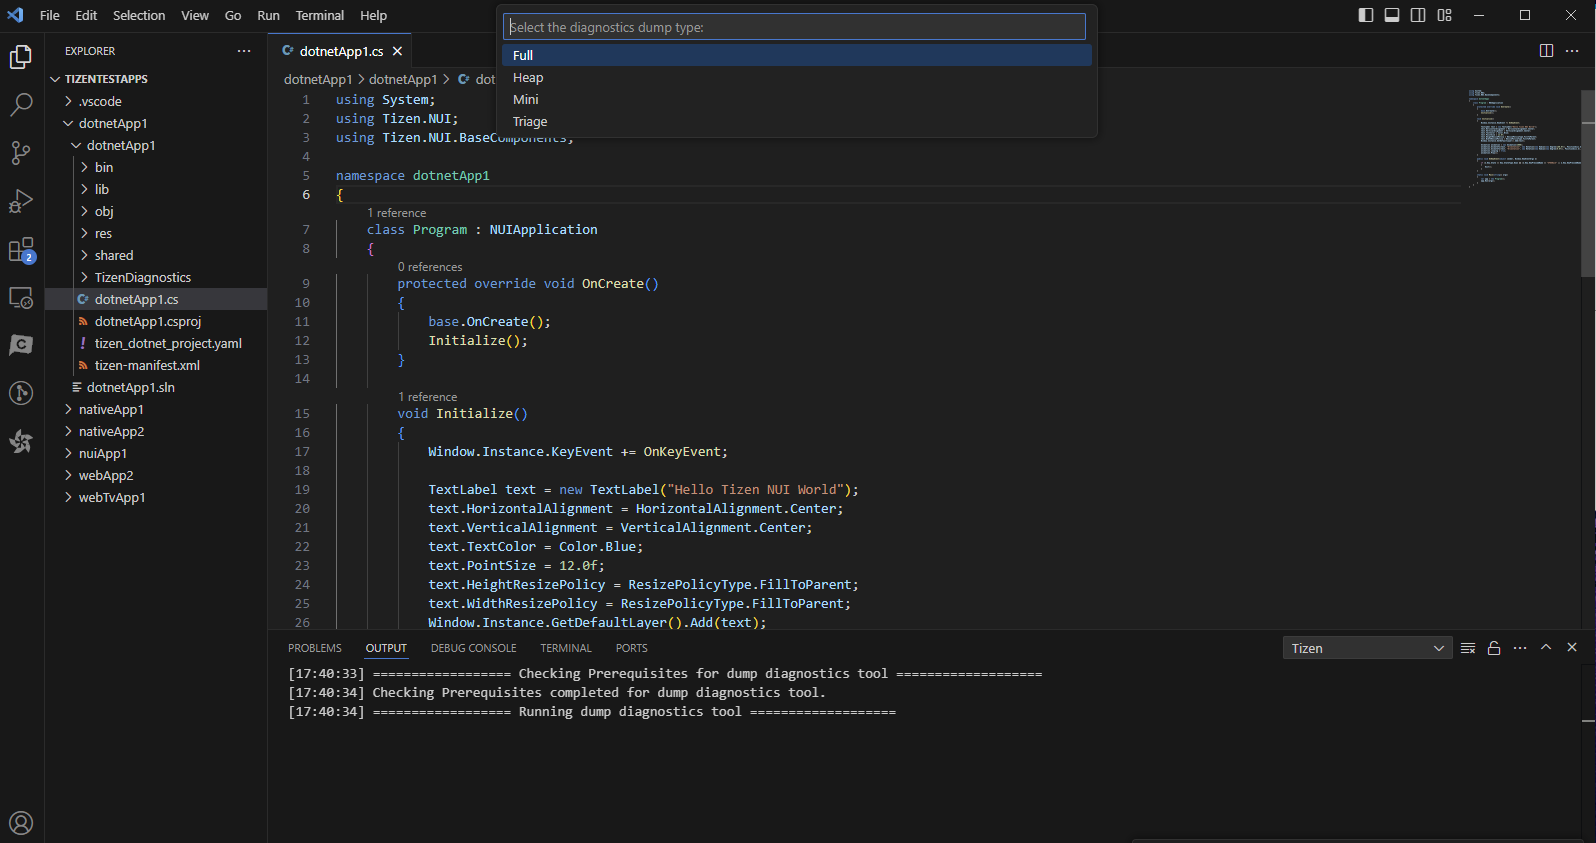 File Edit Selection View Go Run Terminal Help
Select the diagnostics dump type:
Full
Heap
Mini
Triage
EXPLORER
TIZENTESTAPPS
.vscode
dotnetApp1
dotnetApp1
bin
lib
obj
res
shared
TizenDiagnostics
dotnetApp1.cs
dotnetApp1.csproj
tizen_dotnet_project.yaml
tizen-manifest.xml
dotnetApp1.sln
nativeApp1
nativeApp2
nuiApp1
webApp2
webTvApp1
2
dotnetApp1.cs
dotnetApp1 > dotnetApp1 > dot
1 using System;
2 using Tizen.NUI;
3 using Tizen.NUI.BaseComponents;
4
5 namespace dotnetApp1
6 {
1 reference
7 class Program : NUIApplication
8 {
0 references
9 protected override void OnCreate()
10 {
11 base.OnCreate();
12 Initialize();
13 }
14
1 reference
15 void Initialize()
16 {
17 Window.Instance.KeyEvent += OnKeyEvent;
18
19 TextLabel text = new TextLabel("Hello Tizen NUI World");
20 text.HorizontalAlignment = HorizontalAlignment.Center;
21 text.VerticalAlignment = VerticalAlignment.Center;
22 text.TextColor = Color.Blue;
23 text.PointSize = 12.0f;
24 text.HeightResizePolicy = ResizePolicyType.FillToParent;
25 text.WidthResizePolicy = ResizePolicyType.FillToParent;
26 Window.Instance.GetDefaultLayer().Add(text);
PROBLEMS OUTPUT DEBUG CONSOLE TERMINAL PORTS
Tizen
[17:40:33] ================== Checking Prerequisites for dump diagnostics tool ===================
[17:40:34] Checking Prerequisites completed for dump diagnostics tool.
[17:40:34] ================== Running dump diagnostics tool ===================